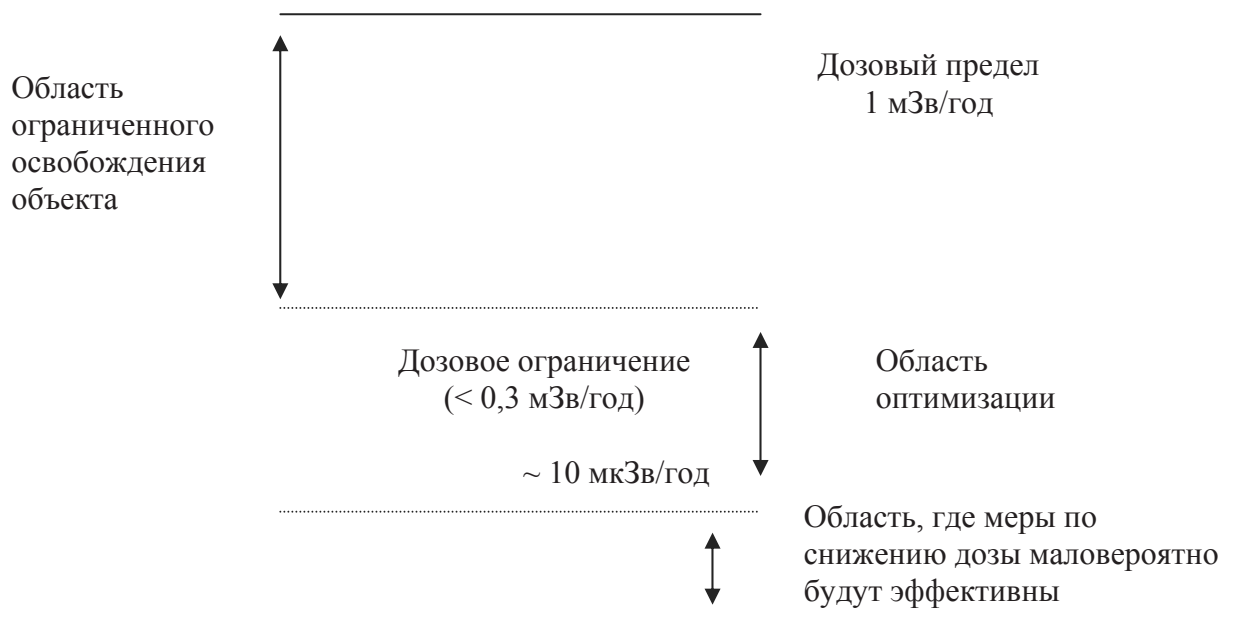 Область
ограниченного
освобождения
объекта
Дозовый предел
1 мЗв/год
Дозовое ограничение
(< 0,3 мЗв/год)
~ 10 мкЗв/год
Область
оптимизации
Область, где меры по
снижению дозы маловероятно
будут эффективны